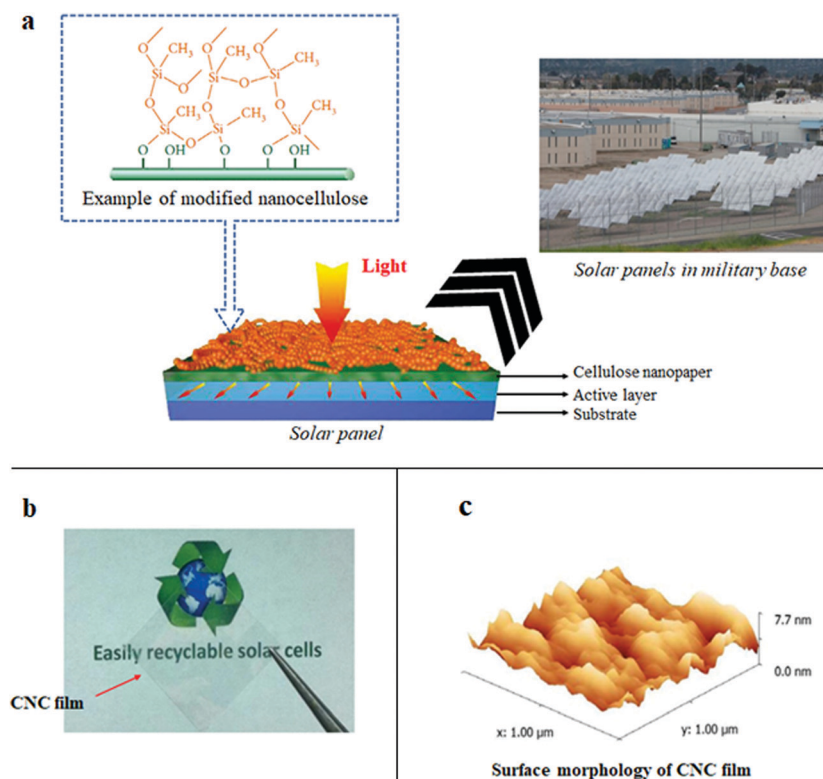 a
O
O
O
CH₃
CH₃
CH₃
Si
O
Si
O
Si
O
O
O
CH₃
CH₃
Si
O
Si
Si
O
OH
O
O
OH
Example of modified nanocellulose
Light
Solar panels in military base
Cellulose nanopaper
Active layer
Substrate
Solar panel
b
Easily recyclable solar cells
CNC film
c
7.7 nm
0.0 nm
x: 1.00 µm
y: 1.00 µm
Surface morphology of CNC film